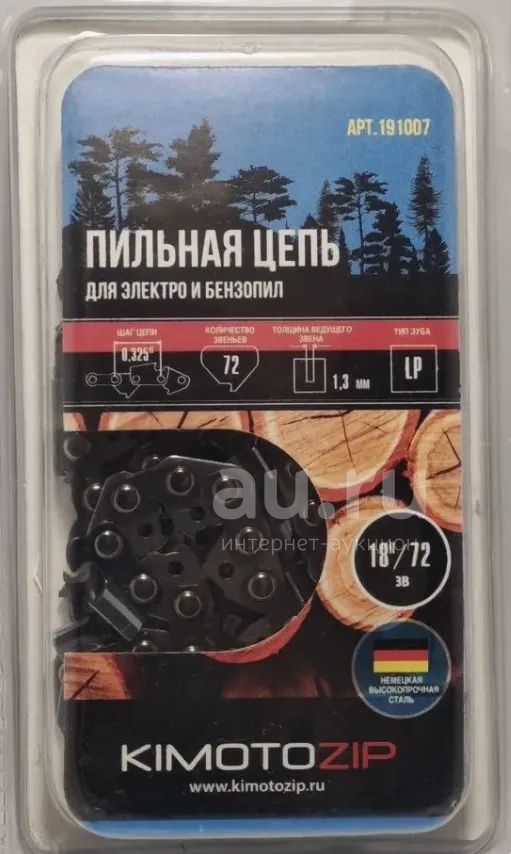 АРТ.191007
ПИЛЬНАЯ ЦЕПЬ
ДЛЯ ЭЛЕКТРО И БЕНЗОПИЛ
ШАГ ЦЕПИ
0,325"
КОЛИЧЕСТВО
ЗВЕНЬЕВ
72
ТОЛЩИНА ВЕДУЩЕГО
ЗВЕНА
1,3 мм
ТИП ЗУБА
LP
au.ru
интернет-аукцион
18"/72
ЗВ
НЕМЕЦКАЯ
ВЫСОКОПРОЧНАЯ
СТАЛЬ
KIMOTOZIP
www.kimotozip.ru